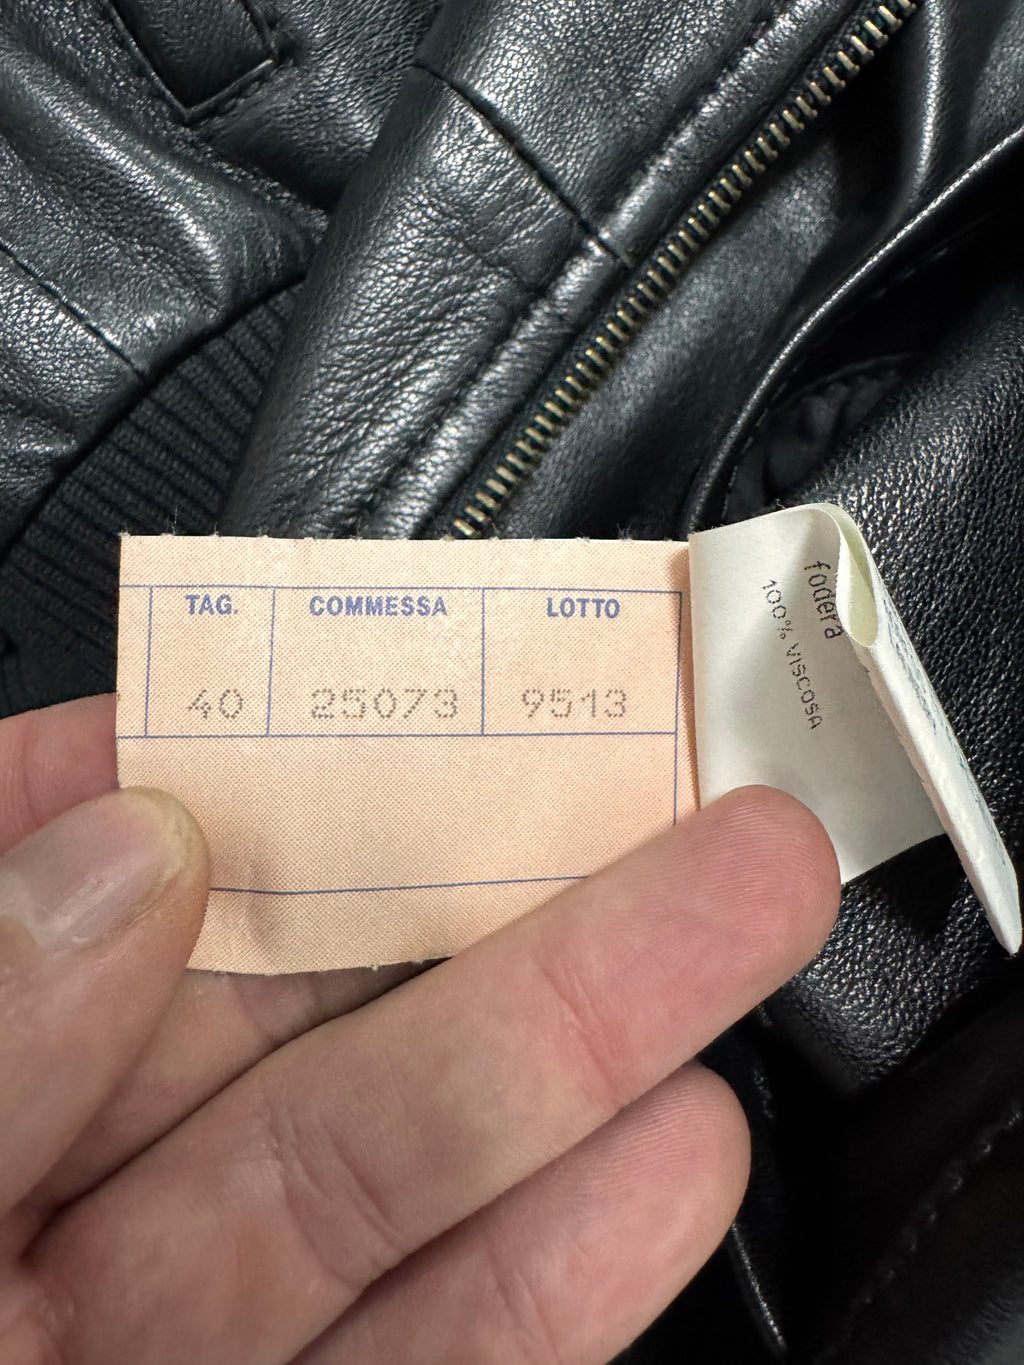 TAG. COMMESSA LOTTO
40 25073 9513
fodera
100% VISCOSA